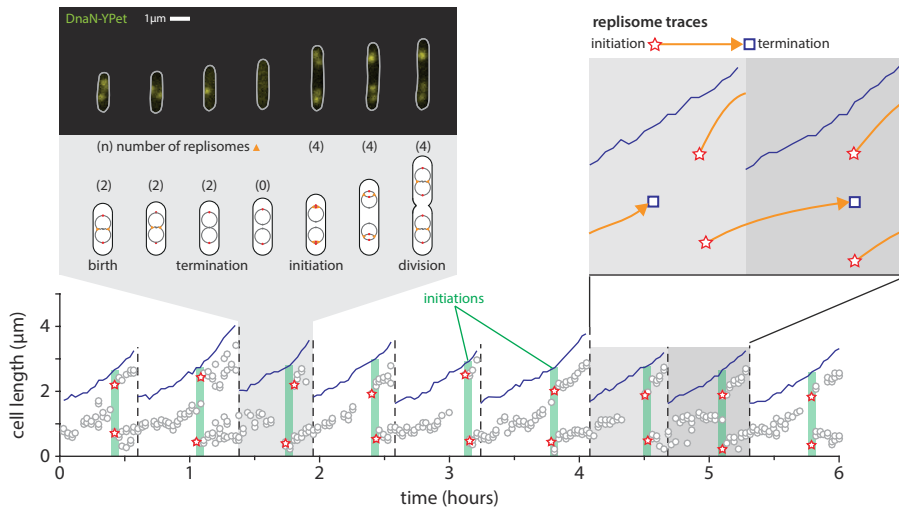 DnaN-YPet 1µm
(n) number of replisomes ▲ (4) (4) (4)
(2) (2) (2) (0)
birth termination initiation division
replisome traces
initiation termination
initiations
cell length (µm)
4
2
0
0 1 2 3 4 5 6
time (hours)